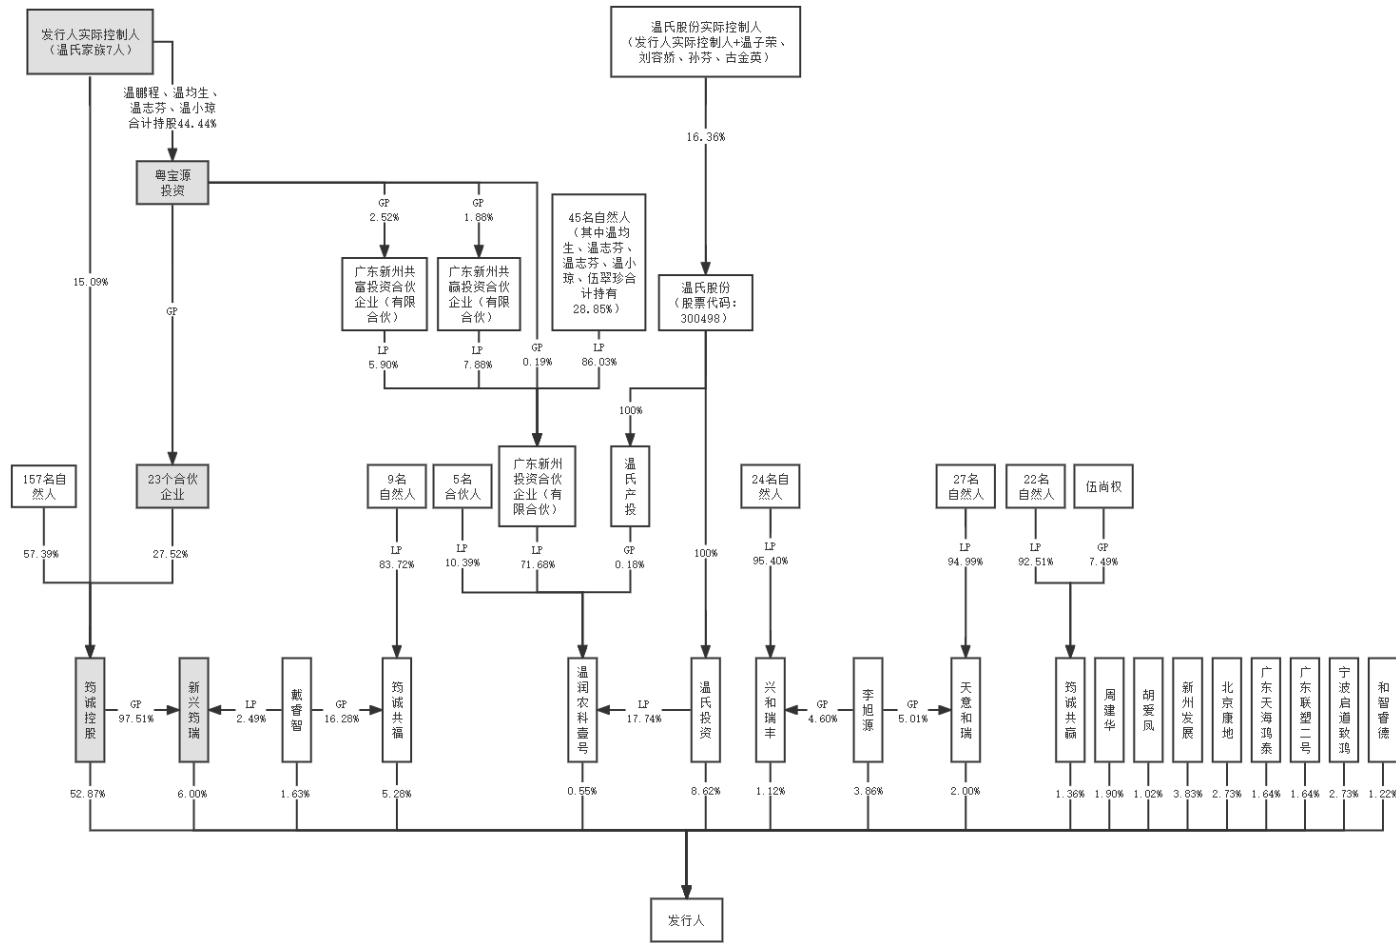 发行人实际控制人
（温氏家族7人）
温氏股份实际控制人
（发行人实际控制人+温子荣、
刘容娇、孙芬、古金英）
温鹏程、温均生、
温志芬、温小琼
合计持股44.44%
16.36%
粤宝源
投资
GP
2.52%
GP
1.88%
45名自然人
（其中温均
生、温志芬、
温志芬、温小
琼、伍翠珍合
计持有
28.85%）
15.09%
GP
广东新州共
富投资合伙
企业（有限
合伙）
广东新州共
赢投资合伙
企业（有限
合伙）
温氏股份
（股票代码：
300498）
LP
5.90%
LP
7.88%
GP
0.19%
LP
86.03%
100%
157名自
然人
23个合伙
企业
9名
自然人
5名
合伙人
广东新州
投资合伙
企业（有
限合伙）
温氏产投
24名自
然人
27名
自然人
22名
自然人
伍尚权
57.39%
27.52%
LP
83.72%
LP
10.39%
LP
71.68%
GP
0.18%
100%
LP
95.40%
LP
94.99%
LP
92.51%
GP
7.49%
筠诚控股
GP
97.51%
新兴筠瑞
LP
2.49%
戴睿智
GP
16.28%
筠诚共福
温润农科壹号
LP
17.74%
温氏投资
兴和瑞丰
GP
4.60%
李旭源
GP
5.01%
天意和瑞
筠诚共赢
周建华
胡爱凤
新州发展
北京康地
广东天海鸿泰
广东联塑二号
宁波启道致鸿
和智睿德
52.87%
6.00%
1.63%
5.28%
0.55%
8.62%
1.12%
3.86%
2.00%
1.36%
1.90%
1.02%
3.83%
2.73%
1.64%
1.64%
2.73%
1.22%
发行人